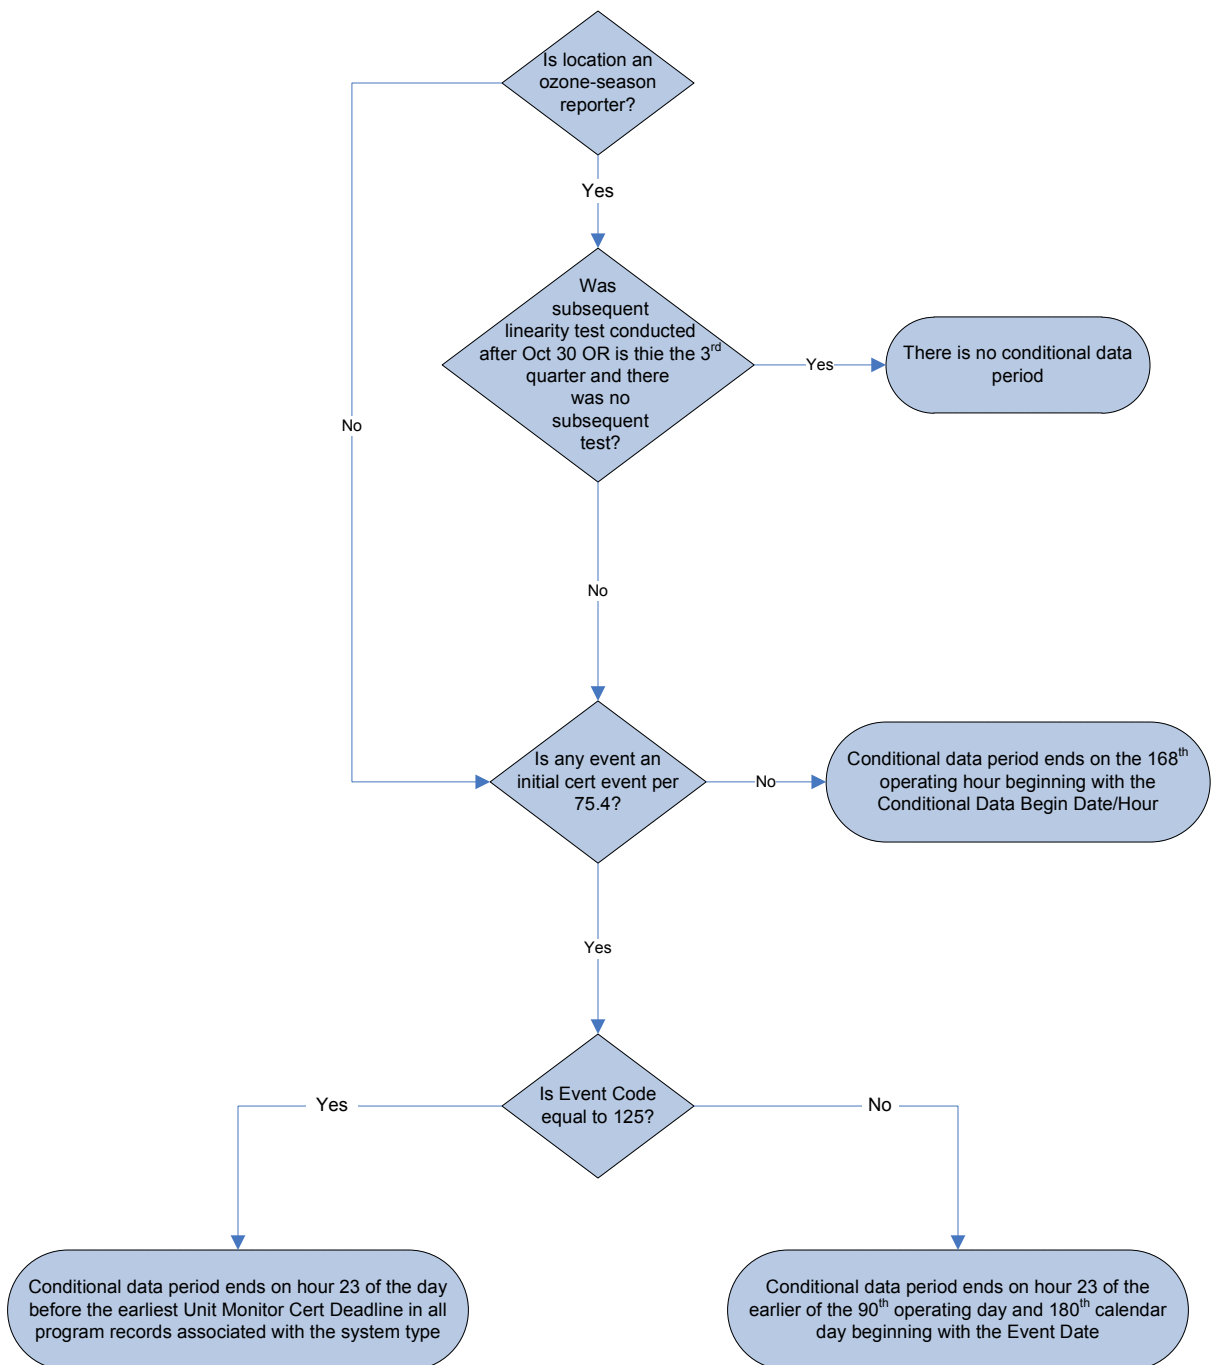 Is location an
ozone-season
reporter?
Yes
Was
subsequent
linearity test conducted
after Oct 30 OR is thie the 3rd
quarter and there
was no
subsequent
test?
Yes
There is no conditional data
period
No
No
Is any event an
initial cert event per
75.4?
No
Conditional data period ends on the 168th
operating hour beginning with the
Conditional Data Begin Date/Hour
Yes
Is Event Code
equal to 125?
Yes
No
Conditional data period ends on hour 23 of the day
before the earliest Unit Monitor Cert Deadline in all
program records associated with the system type
Conditional data period ends on hour 23 of the
earlier of the 90th operating day and 180th calendar
day beginning with the Event Date